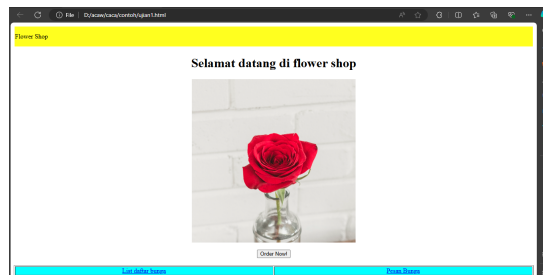 File D:/acaw/caca/contoh/ujian1.html
Flower Shop
Selamat datang di flower shop
Order Now!
List daftar bunga
Pesan Bunga